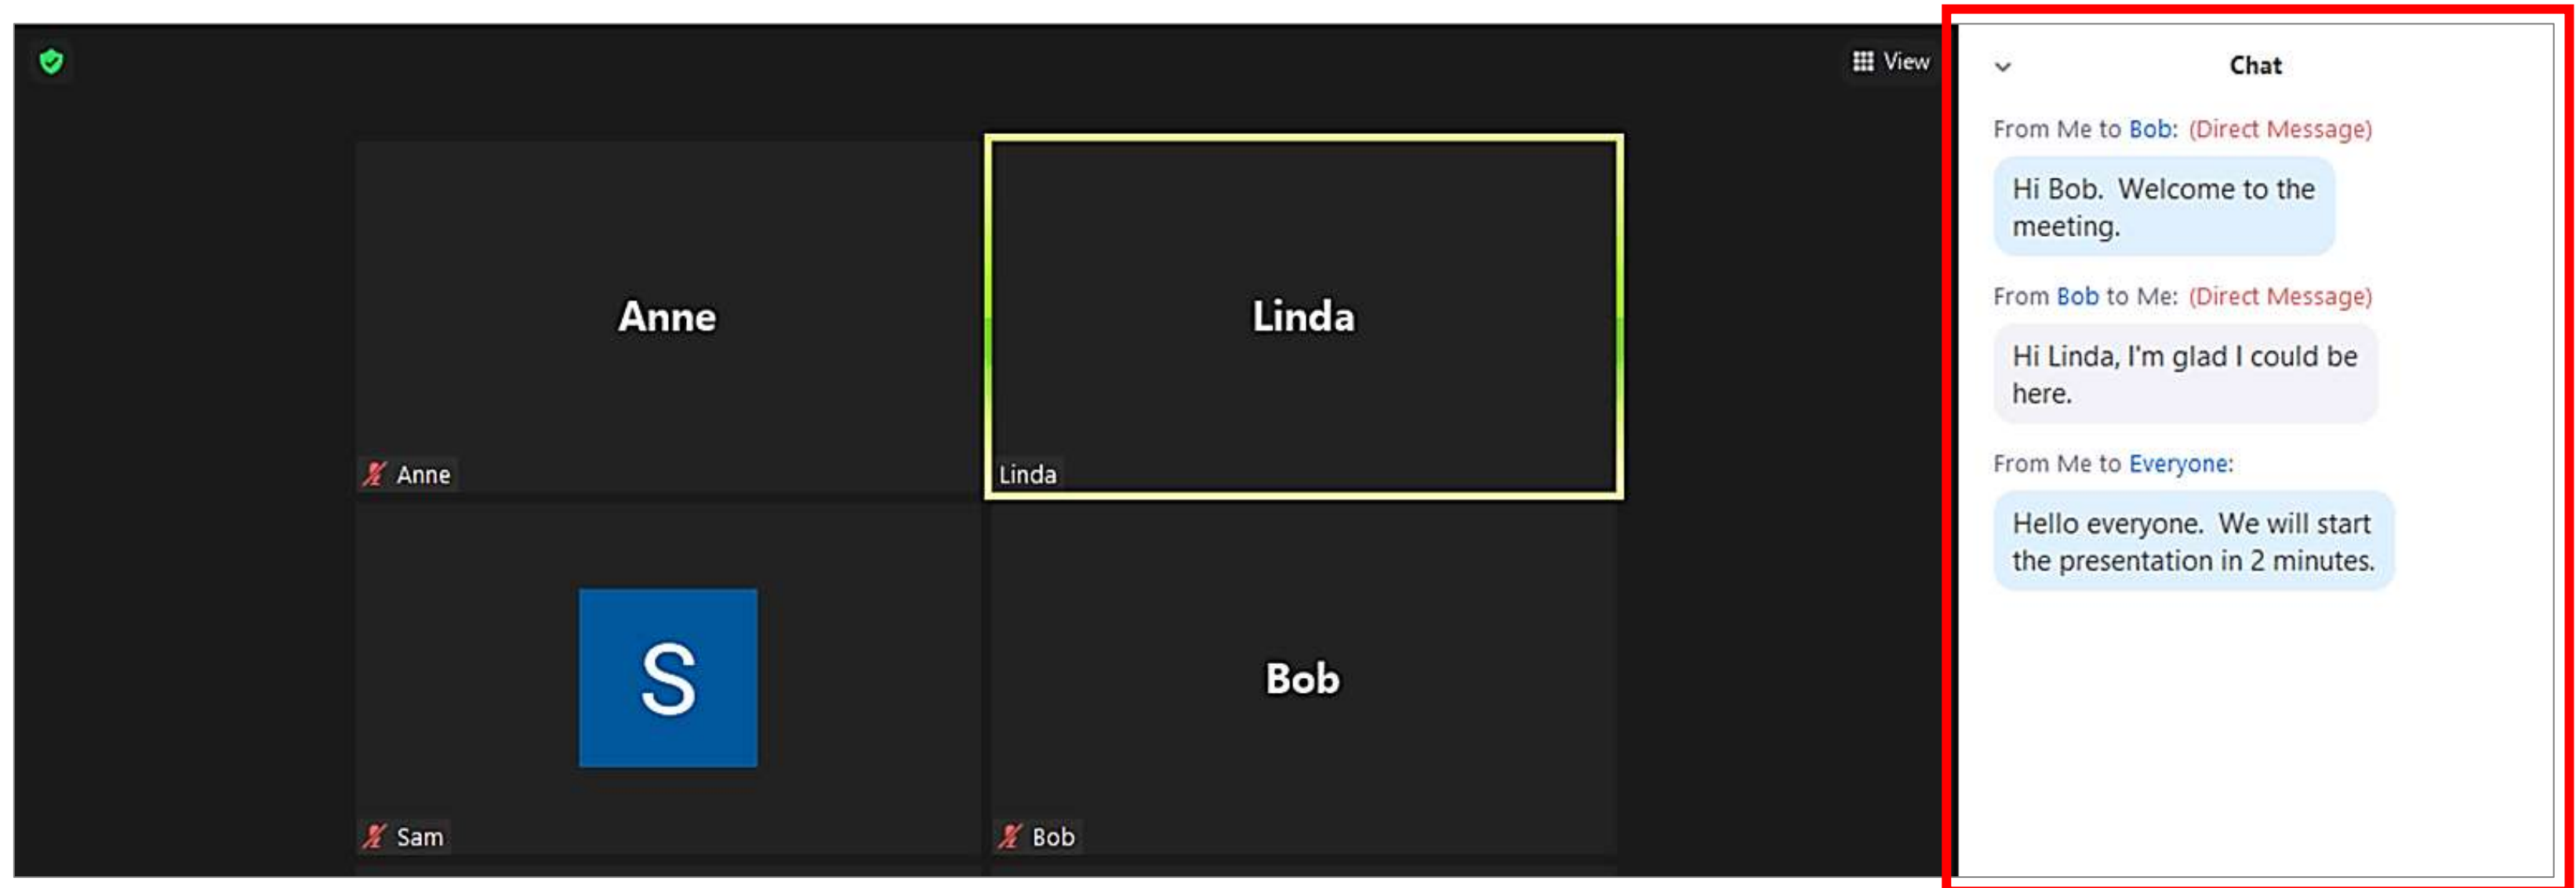 View
Anne
Linda
Anne
Linda
S
Bob
Sam
Bob
Chat
From Me to Bob: (Direct Message)
Hi Bob.  Welcome to the
meeting.
From Bob to Me: (Direct Message)
Hi Linda, I'm glad I could be
here.
From Me to Everyone:
Hello everyone.  We will start
the presentation in 2 minutes.